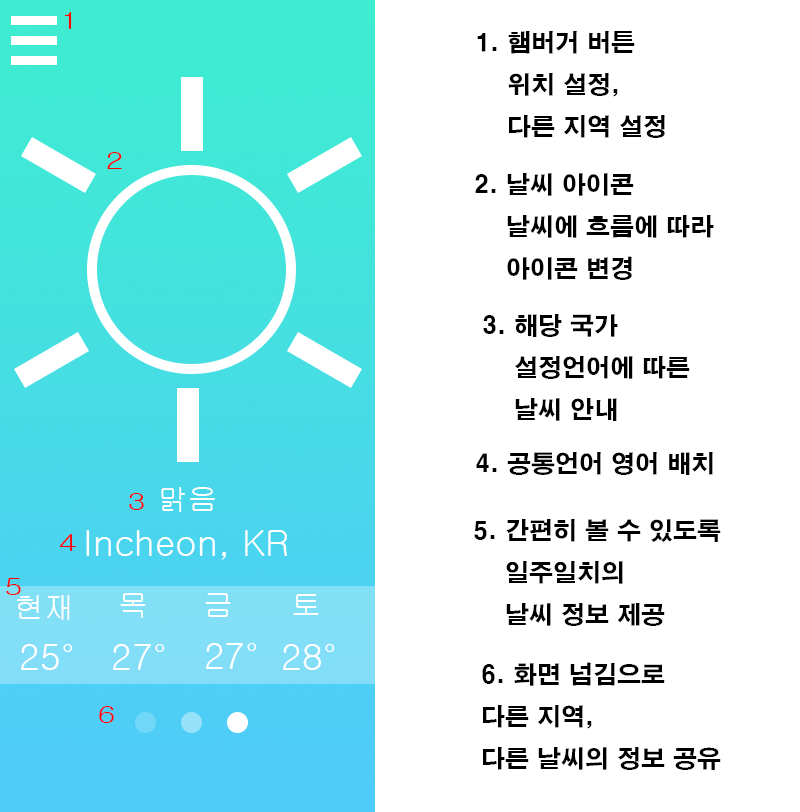 1
2
3 맑음
4 Incheon, KR
5
현재 목 금 토
25° 27° 27° 28°
6
1. 햄버거 버튼
위치 설정,
다른 지역 설정
2. 날씨 아이콘
날씨에 흐름에 따라
아이콘 변경
3. 해당 국가
설정언어에 따른
날씨 안내
4. 공통언어 영어 배치
5. 간편히 볼 수 있도록
일주일치의
날씨 정보 제공
6. 화면 넘김으로
다른 지역,
다른 날씨의 정보 공유